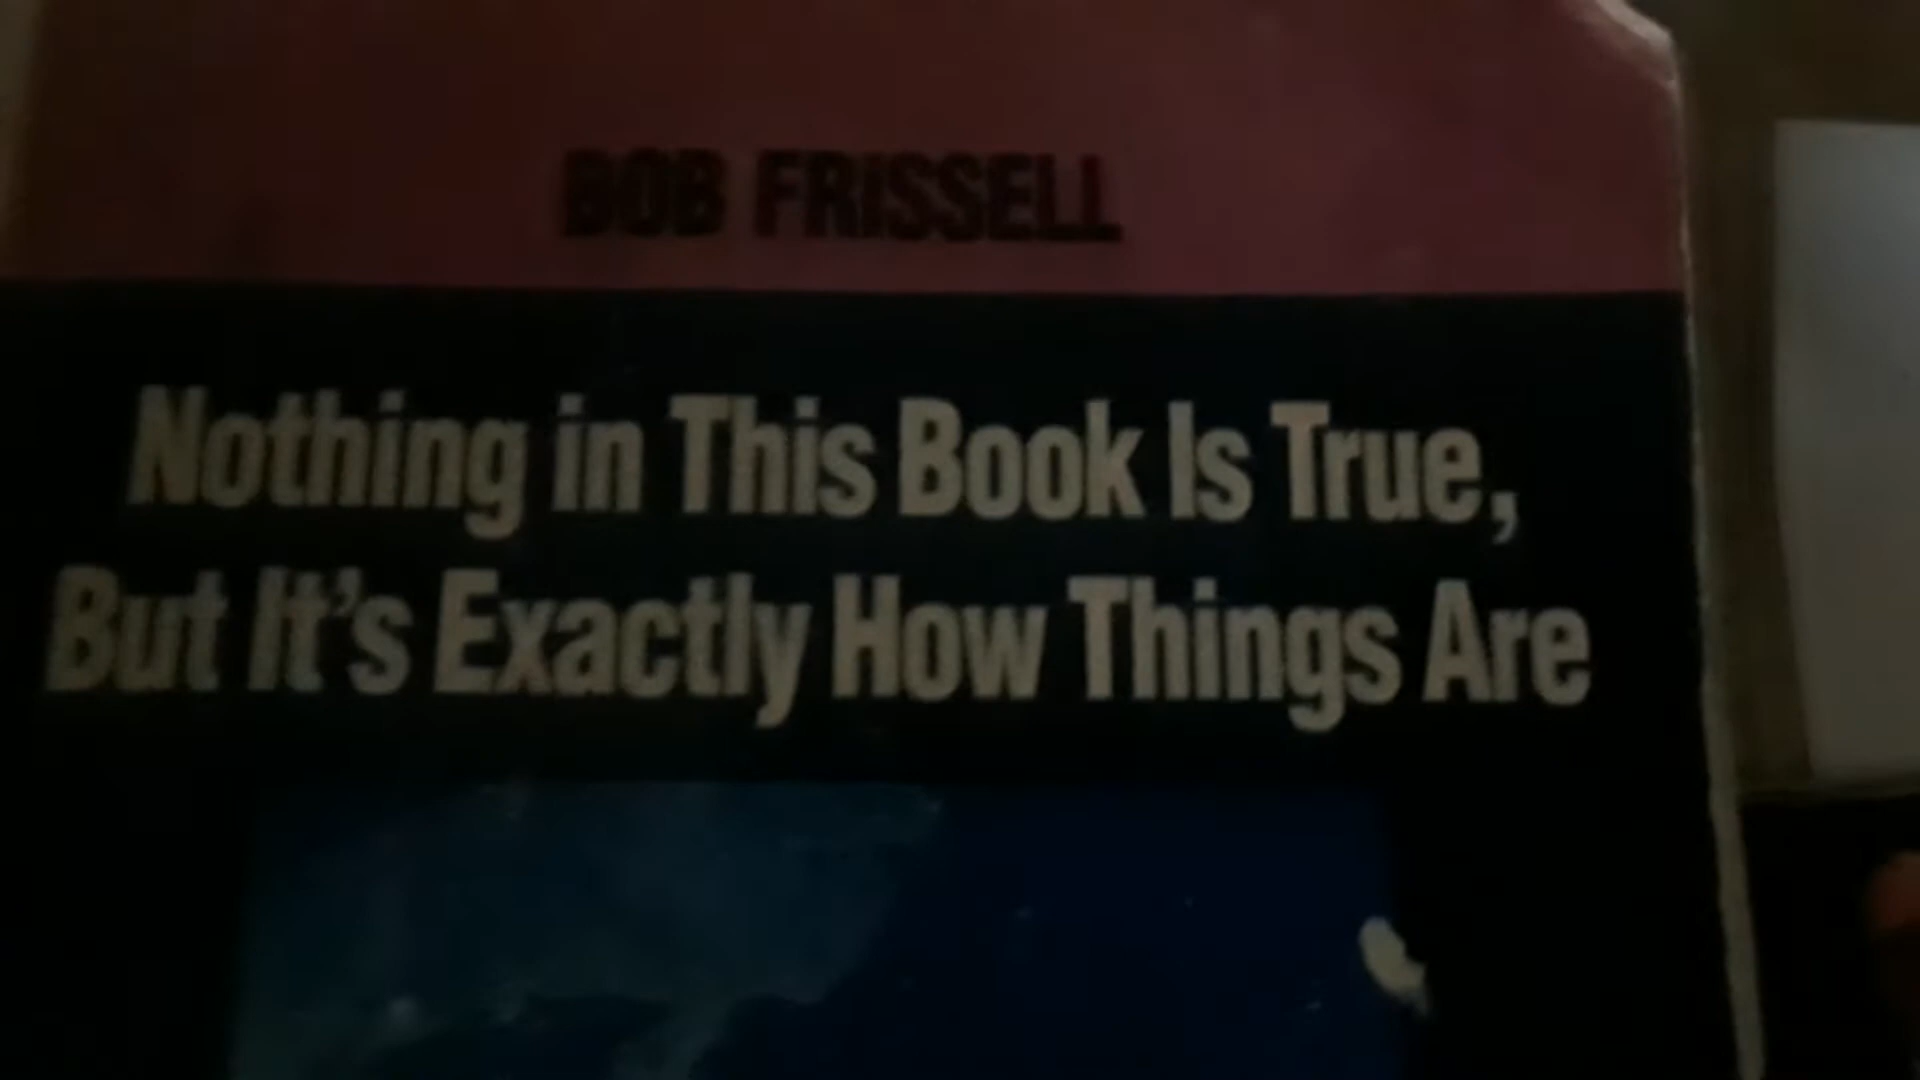 BOB FRISSELL
Nothing in This Book Is True,
But It's Exactly How Things Are